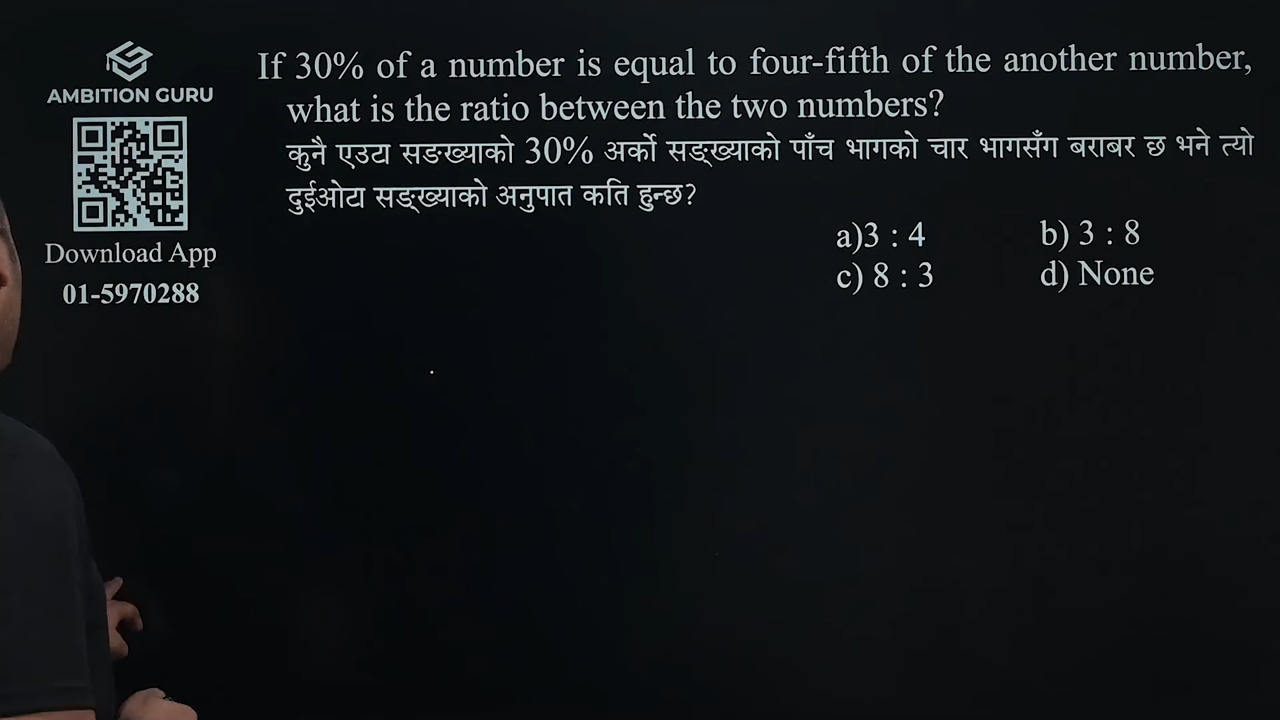 AMBITION GURU
Download App
01-5970288
If 30% of a number is equal to four-fifth of the another number,
what is the ratio between the two numbers?
कुनै एउटा सङख्याको 30% अर्को सङ्ख्याको पाँच भागको चार भागसँग बराबर छ भने त्यो
दुईओटा सङ्ख्याको अनुपात कति हुन्छ?
a)3 : 4 b) 3 : 8
c) 8 : 3 d) None